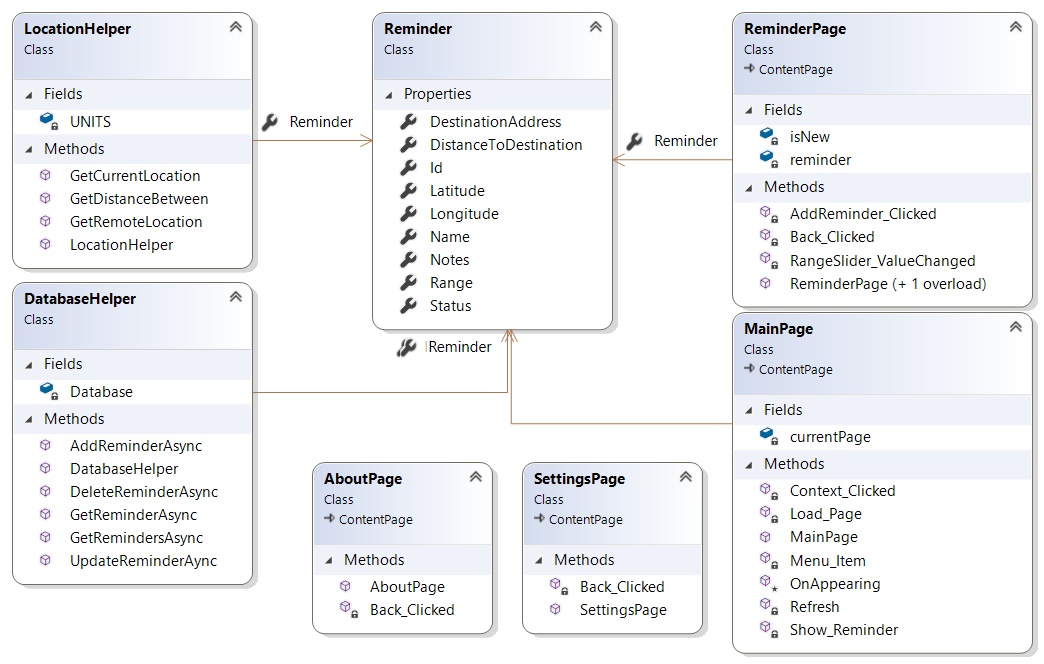 LocationHelper
Class
Fields
UNITS
Methods
GetCurrentLocation
GetDistanceBetween
GetRemoteLocation
LocationHelper
Reminder
Reminder
Class
Properties
DestinationAddress
DistanceToDestination
Id
Latitude
Longitude
Name
Notes
Range
Status
Reminder
ReminderPage
Class
ContentPage
Fields
isNew
reminder
Methods
AddReminder_Clicked
Back_Clicked
RangeSlider_ValueChanged
ReminderPage (+ 1 overload)
DatabaseHelper
Class
Fields
Database
Methods
AddReminderAsync
DatabaseHelper
DeleteReminderAsync
GetReminderAsync
GetRemindersAsync
UpdateReminderAync
Reminder
MainPage
Class
ContentPage
Fields
currentPage
Methods
Context_Clicked
Load_Page
MainPage
Menu_Item
OnAppearing
Refresh
Show_Reminder
AboutPage
Class
ContentPage
Methods
AboutPage
Back_Clicked
SettingsPage
Class
ContentPage
Methods
Back_Clicked
SettingsPage